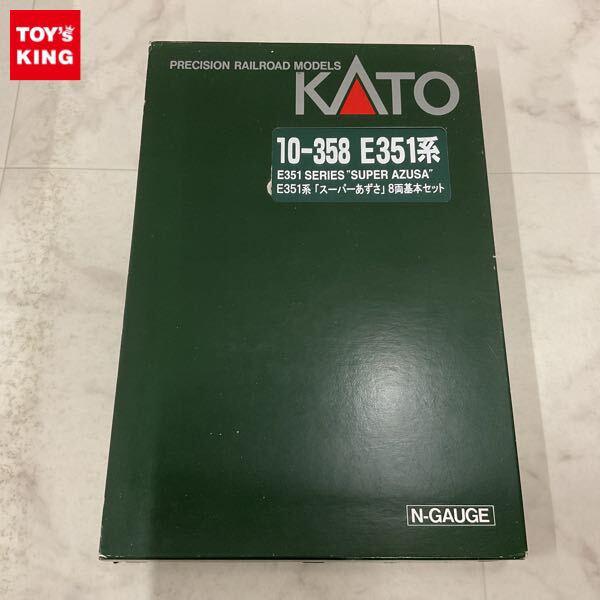 TOY'S
KING
PRECISION RAILROAD MODELS
KATO
10-358 E351系
E351 SERIES "SUPER AZUSA"
E351系「スーパーあずさ」8両基本セット
N-GAUGE